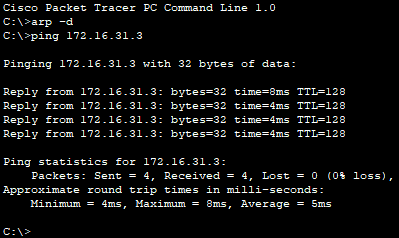 Cisco Packet Tracer PC Command Line 1.0
C:\>arp -d
C:\>ping 172.16.31.3
Pinging 172.16.31.3 with 32 bytes of data:
Reply from 172.16.31.3: bytes=32 time=8ms TTL=128
Reply from 172.16.31.3: bytes=32 time=4ms TTL=128
Reply from 172.16.31.3: bytes=32 time=4ms TTL=128
Reply from 172.16.31.3: bytes=32 time=4ms TTL=128
Ping statistics for 172.16.31.3:
Packets: Sent = 4, Received = 4, Lost = 0 (0% loss),
Approximate round trip times in milli-seconds:
Minimum = 4ms, Maximum = 8ms, Average = 5ms
C:\>